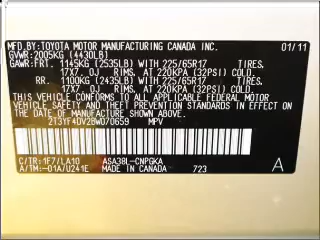 MFD.BY:TOYOTA MOTOR MANUFACTURING CANADA INC.
GVWR:2005KG (4430LB) 01/11
GAWR:FRT. 1145KG (2535LB) WITH 225/65R17 TIRES,
17X7.0J RIMS, AT 220KPA (32PSI) COLD.
RR. 1100KG (2435LB) WITH 225/65R17 TIRES,
17X7.0J RIMS, AT 220KPA (32PSI) COLD.
THIS VEHICLE CONFORMS TO ALL APPLICABLE FEDERAL MOTOR
VEHICLE SAFETY STANDARDS IN EFFECT ON THE
DATE OF MANUFACTURE SHOWN ABOVE.
2T3YF4DV2BW070659 MPV
C/TR:1F7/LA10 ASA38L-CNPGKA
A/TM:-01A/U241E MADE IN CANADA 723 A